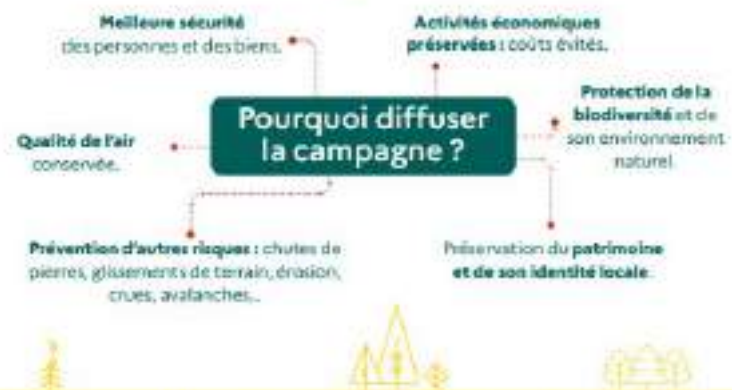 Meilleure sécurité
des personnes et des biens.
Activités économiques
préservées : coûts évités.
Pourquoi diffuser
la campagne ?
Protection de la
biodiversité et de
son environnement
naturel
Qualité de l'air
conservée.
Prévention d'autres risques : chutes de
pierres, glissements de terrain, érosion,
crues, avalanches...
Préservation du patrimoine
et de son identité locale